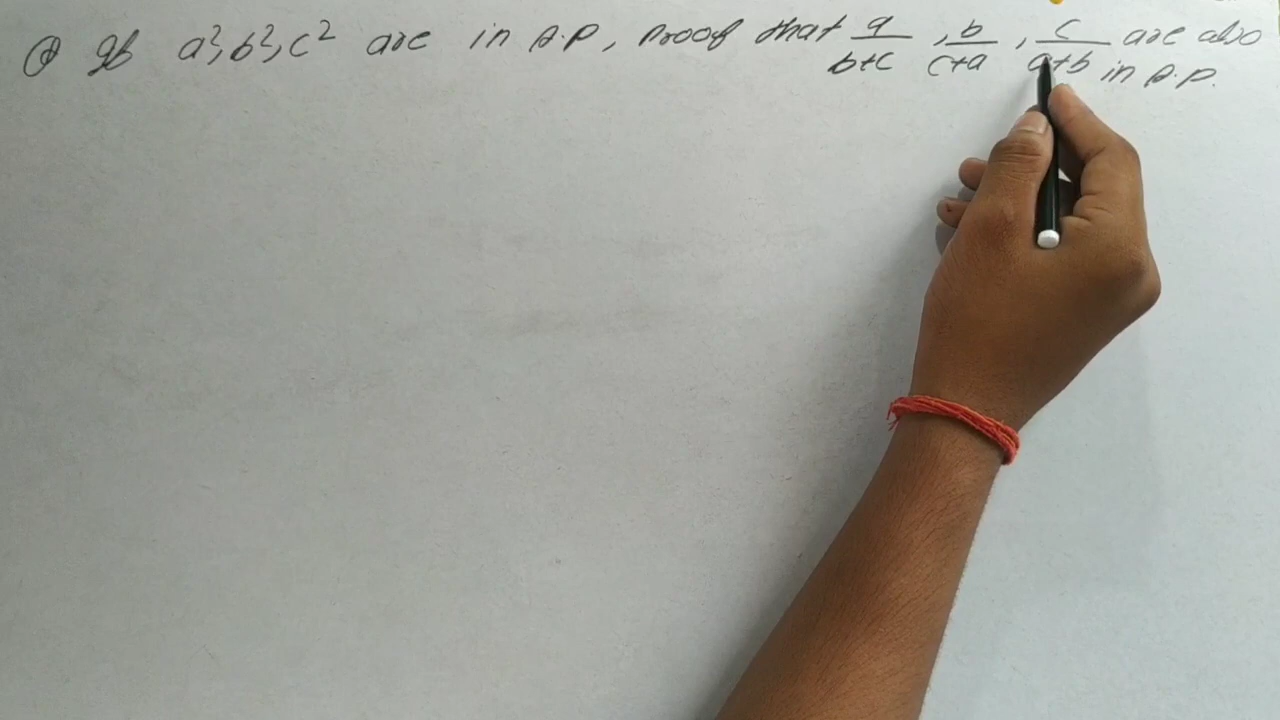 Q If a², b², c² are in A.P, Proof that a/b+c , b/c+a , c/a+b are also
in A.P.